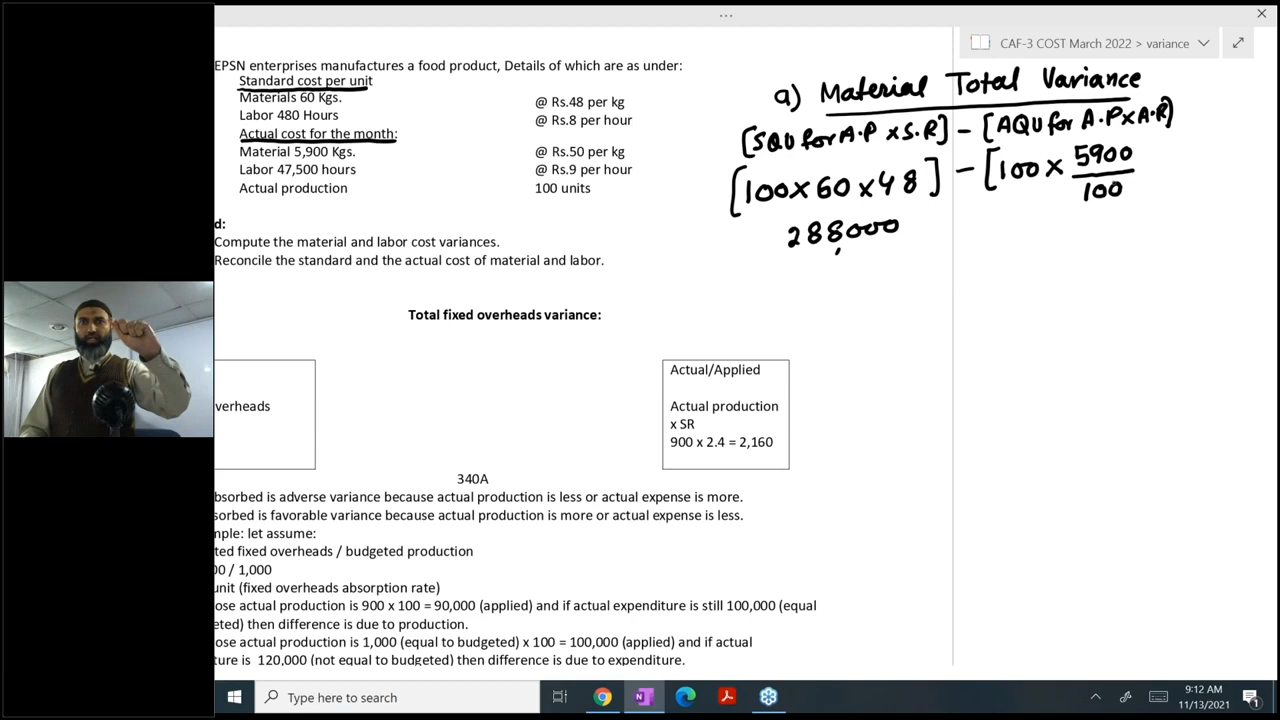 CAF-3 COST March 2022 > variance
EPSN enterprises manufactures a food product, Details of which are as under:
Standard cost per unit
Materials 60 Kgs. @ Rs.48 per kg
Labor 480 Hours @ Rs.8 per hour
Actual cost for the month:
Material 5,900 Kgs. @ Rs.50 per kg
Labor 47,500 hours @ Rs.9 per hour
Actual production 100 units
d:
Compute the material and labor cost variances.
Reconcile the standard and the actual cost of material and labor.
a) Material Total Variance
[SQU for A.P x S.R] - [AQU for A.P x A.R)
[100 x 60 x 48] - [100 x 5900
100
288,000
Total fixed overheads variance:
verheads
Actual/Applied
Actual production
x SR
900 x 2.4 = 2,160
340A
bsorbed is adverse variance because actual production is less or actual expense is more.
sorbed is favorable variance because actual production is more or actual expense is less.
mple: let assume:
ted fixed overheads / budgeted production
00 / 1,000
unit (fixed overheads absorption rate)
ose actual production is 900 x 100 = 90,000 (applied) and if actual expenditure is still 100,000 (equal
eted) then difference is due to production.
ose actual production is 1,000 (equal to budgeted) x 100 = 100,000 (applied) and if actual
ture is 120,000 (not equal to budgeted) then difference is due to expenditure.
Type here to search
9:12 AM
11/13/2021
1